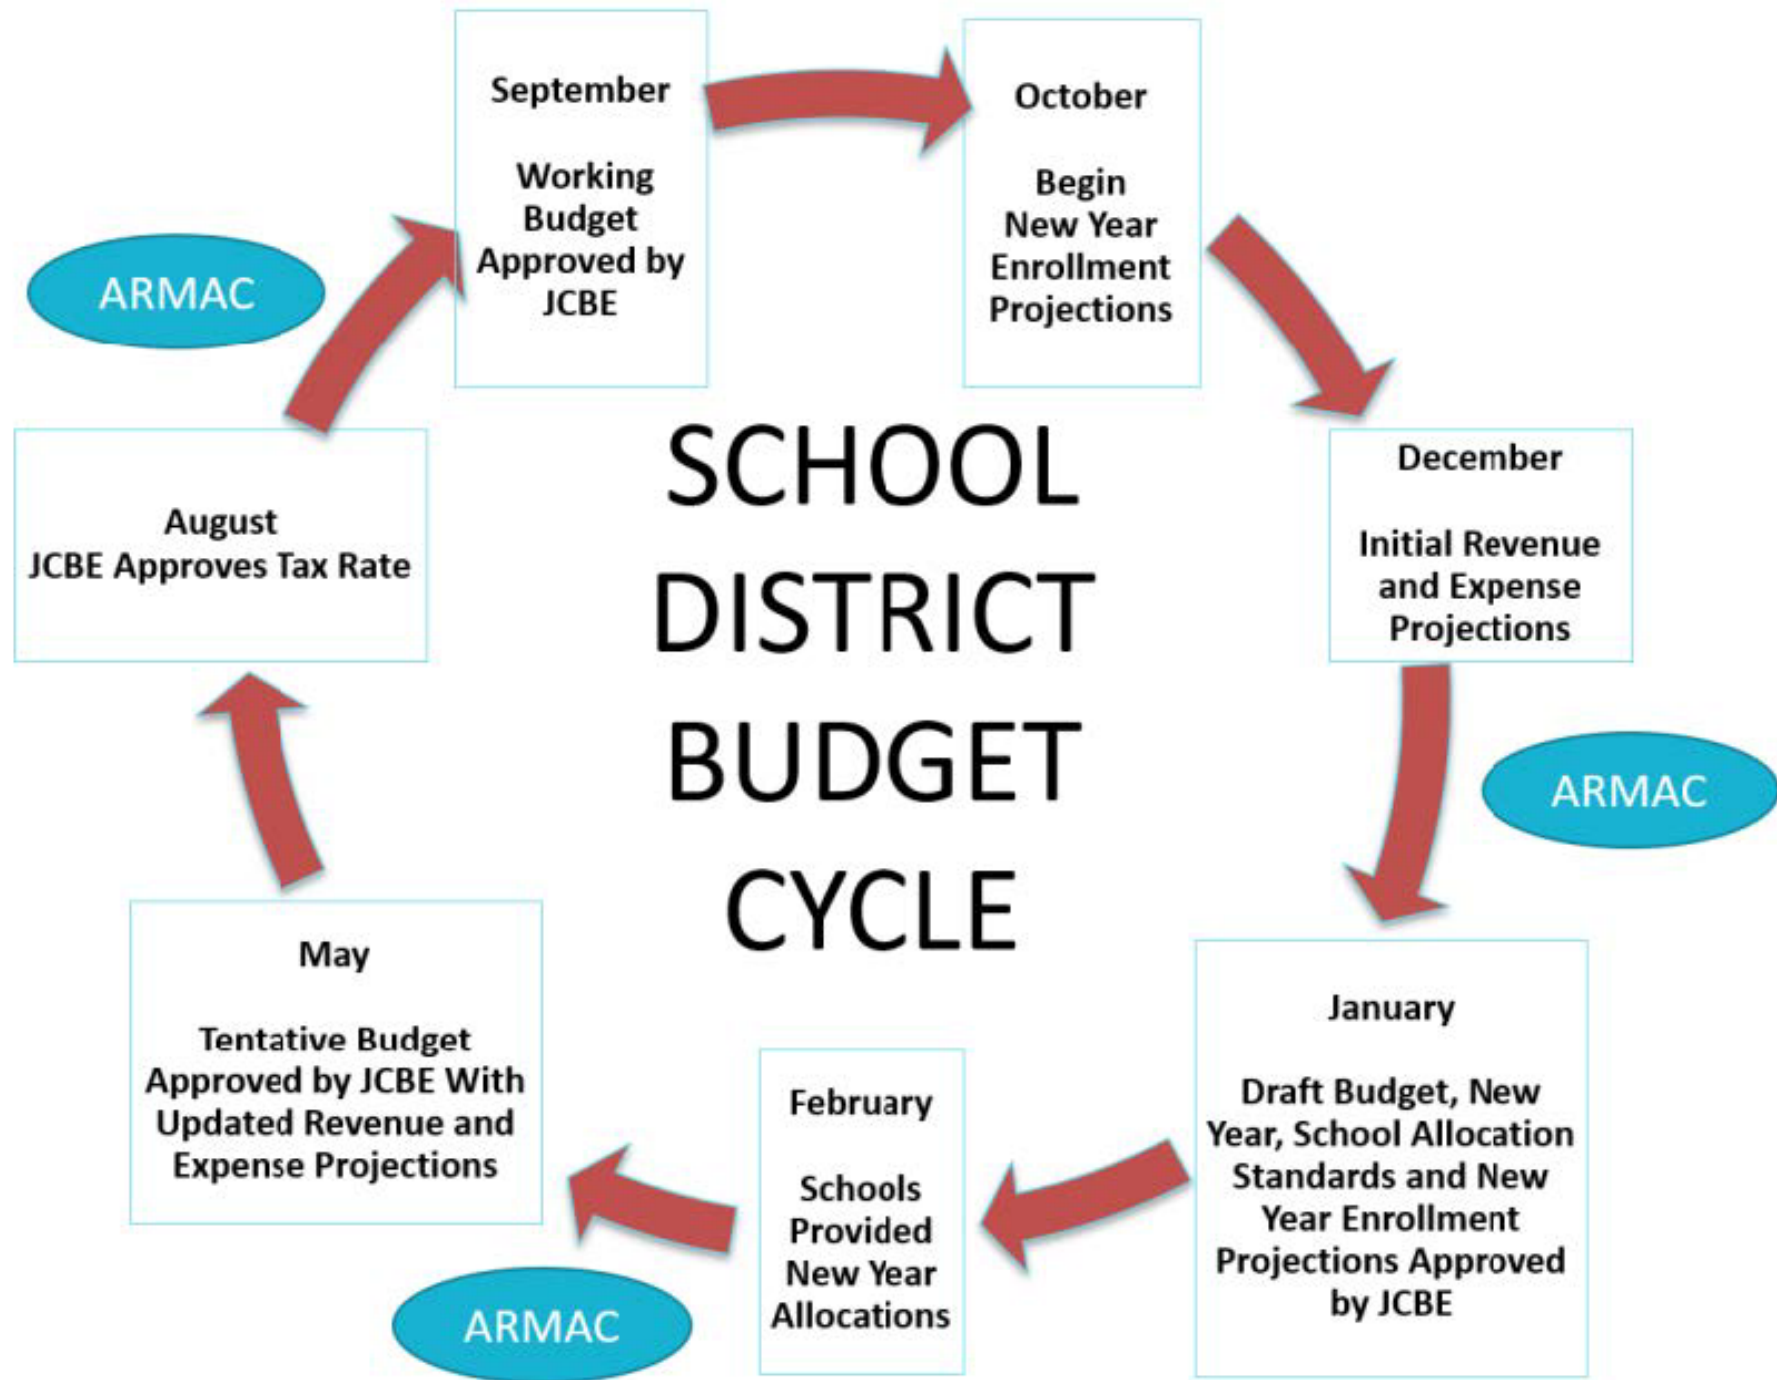 September
Working
Budget
Approved by
JCBE
October
Begin
New Year
Enrollment
Projections
ARMAC
August
JCBE Approves Tax Rate
SCHOOL
DISTRICT
BUDGET
CYCLE
December
Initial Revenue
and Expense
Projections
ARMAC
May
Tentative Budget
Approved by JCBE With
Updated Revenue and
Expense Projections
January
Draft Budget, New
Year, School Allocation
Standards and New
Year Enrollment
Projections Approved
by JCBE
February
Schools
Provided
New Year
Allocations
ARMAC